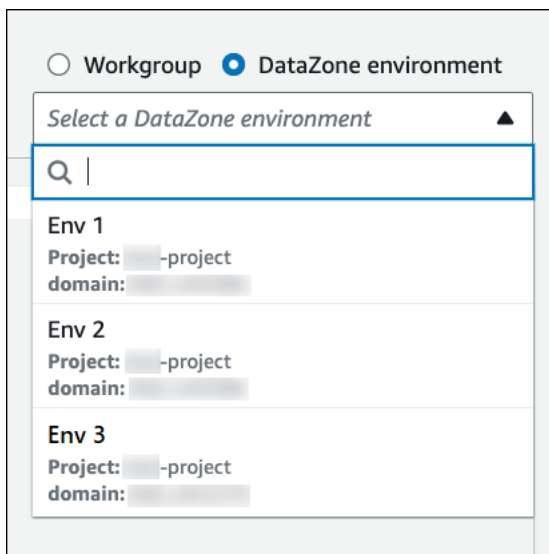 Workgroup DataZone environment
Select a DataZone environment
Env 1
Project: -project
domain:
Env 2
Project: -project
domain:
Env 3
Project: -project
domain: